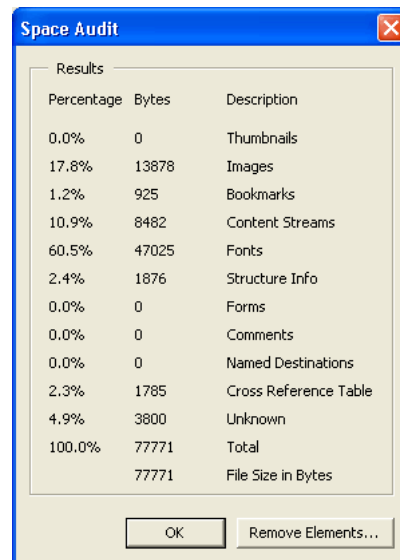 Space Audit
Results
Percentage Bytes Description
0.0% 0 Thumbnails
17.8% 13878 Images
1.2% 925 Bookmarks
10.9% 8482 Content Streams
60.5% 47025 Fonts
2.4% 1876 Structure Info
0.0% 0 Forms
0.0% 0 Comments
0.0% 0 Named Destinations
2.3% 1785 Cross Reference Table
4.9% 3800 Unknown
100.0% 77771 Total
77771 File Size in Bytes
OK Remove Elements...